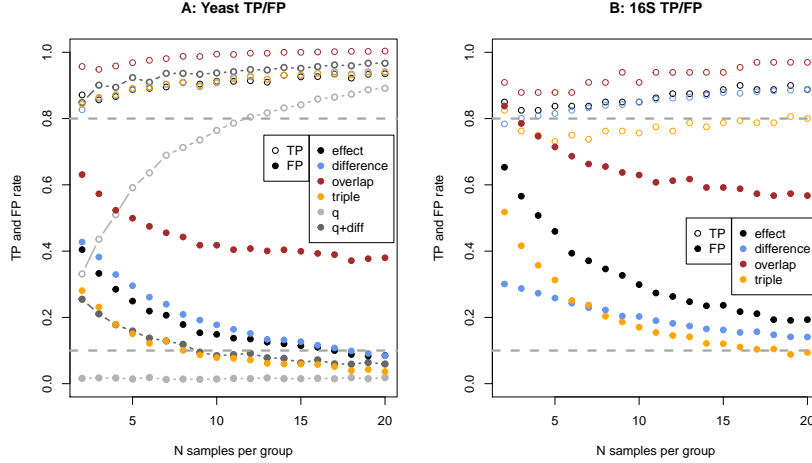 A: Yeast TP/FP
TP and FP rate
1.0
0.8
0.6
0.4
0.2
0.0
TP
FP
effect
difference
overlap
triple
q
q+diff
5 10 15 20
N samples per group
B: 16S TP/FP
TP and FP rate
1.0
0.8
0.6
0.4
0.2
0.0
TP
FP
effect
difference
overlap
triple
5 10 15 20
N samples per group